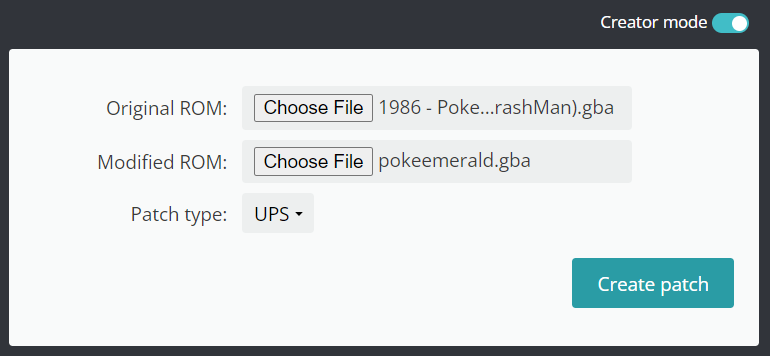 Creator mode
Original ROM: Choose File 1986 - Poke...rashMan).gba
Modified ROM: Choose File pokeemerald.gba
Patch type: UPS
Create patch